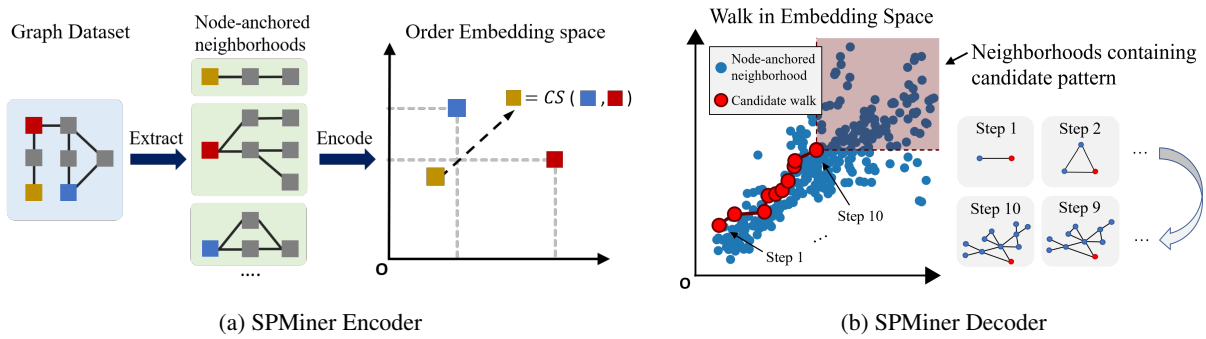 Graph Dataset
Node-anchored
neighborhoods
Extract
....
Encode
Order Embedding space
= CS ( , )
O
(a) SPMiner Encoder
Walk in Embedding Space
Node-anchored
neighborhood
Candidate walk
Neighborhoods containing
candidate pattern
Step 10
Step 1
...
O
Step 1
Step 2
...
Step 10
Step 9
...
(b) SPMiner Decoder